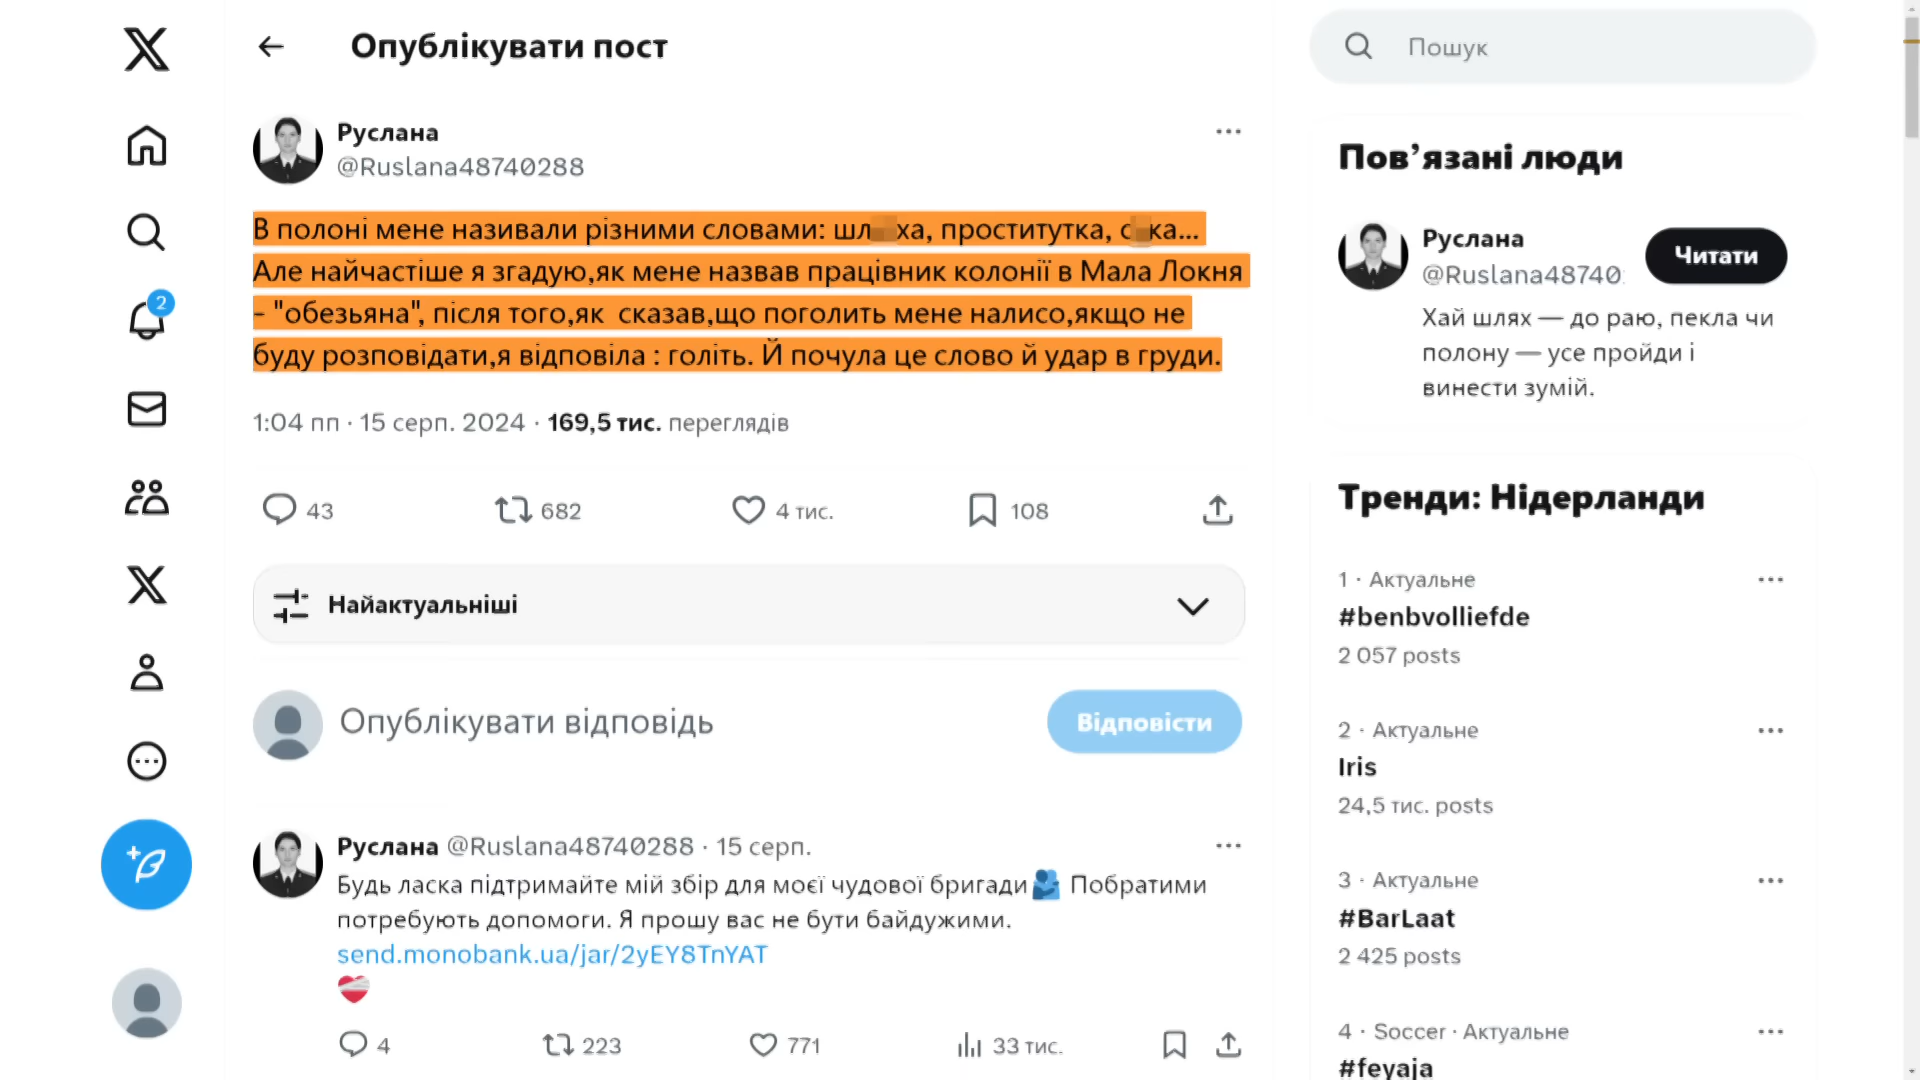 Опублікувати пост
Руслана
@Ruslana48740288
В полоні мене називали різними словами: шл ха, проститутка, с ка...
Але найчастіше я згадую,як мене назвав працівник колонії в Мала Локня
- "обезьяна", після того,як  сказав,що поголить мене налисо,якщо не
буду розповідати,я відповіла : голіть. Й почула це слово й удар в груди.
1:04 пп · 15 серп. 2024 · 169,5 тис. переглядів
43 682 4 тис. 108
Найактуальніші
Опублікувати відповідь
Відповісти
Руслана @Ruslana48740288 · 15 серп.
Будь ласка підтримайте мій збір для моєї чудової бригади🫂 Побратими
потребують допомоги. Я прошу вас не бути байдужими.
send.monobank.ua/jar/2yEY8TnYAT
❤️‍🩹
4 223 771 33 тис.
2
Пошук
Пов’язані люди
Руслана
@Ruslana48740
Читати
Хай шлях — до раю, пекла чи
полону — усе пройди і
винести зумій.
Тренди: Нідерланди
1 · Актуальне
#benbvolliefde
2 057 posts
2 · Актуальне
Iris
24,5 тис. posts
3 · Актуальне
#BarLaat
2 425 posts
4 · Soccer · Актуальне
#feyaja